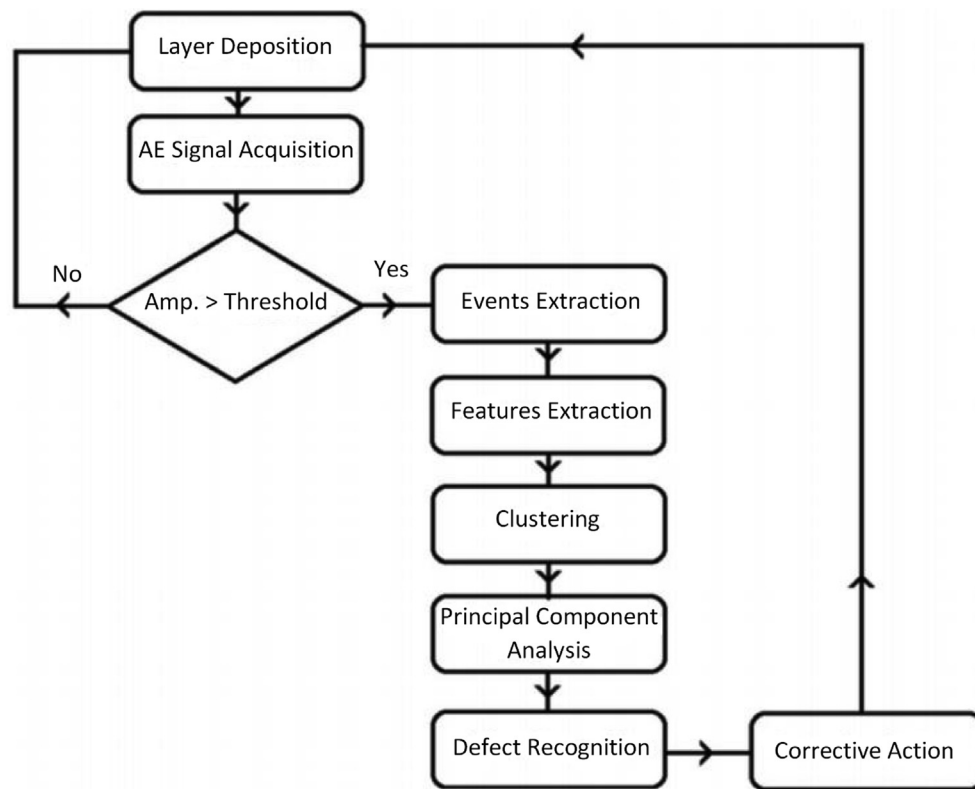 Layer Deposition
AE Signal Acquisition
No
Yes
Amp. > Threshold
Events Extraction
Features Extraction
Clustering
Principal Component
Analysis
Defect Recognition
Corrective Action